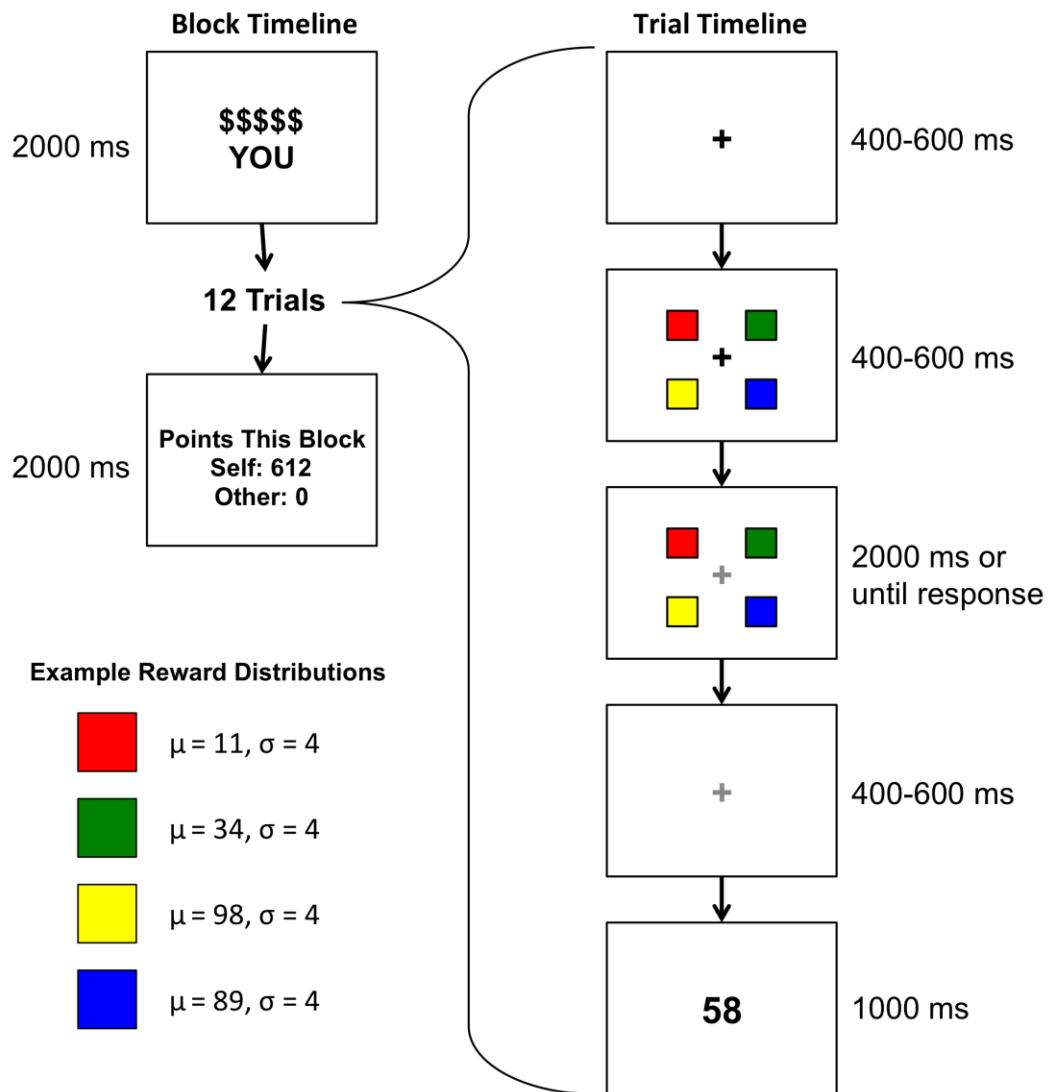 Block Timeline
2000 ms
$$$$$
YOU
12 Trials
2000 ms
Points This Block
Self: 612
Other: 0
Example Reward Distributions
μ = 11, σ = 4
μ = 34, σ = 4
μ = 98, σ = 4
μ = 89, σ = 4
Trial Timeline
+
400-600 ms
+
400-600 ms
+
2000 ms or
until response
+
400-600 ms
58
1000 ms